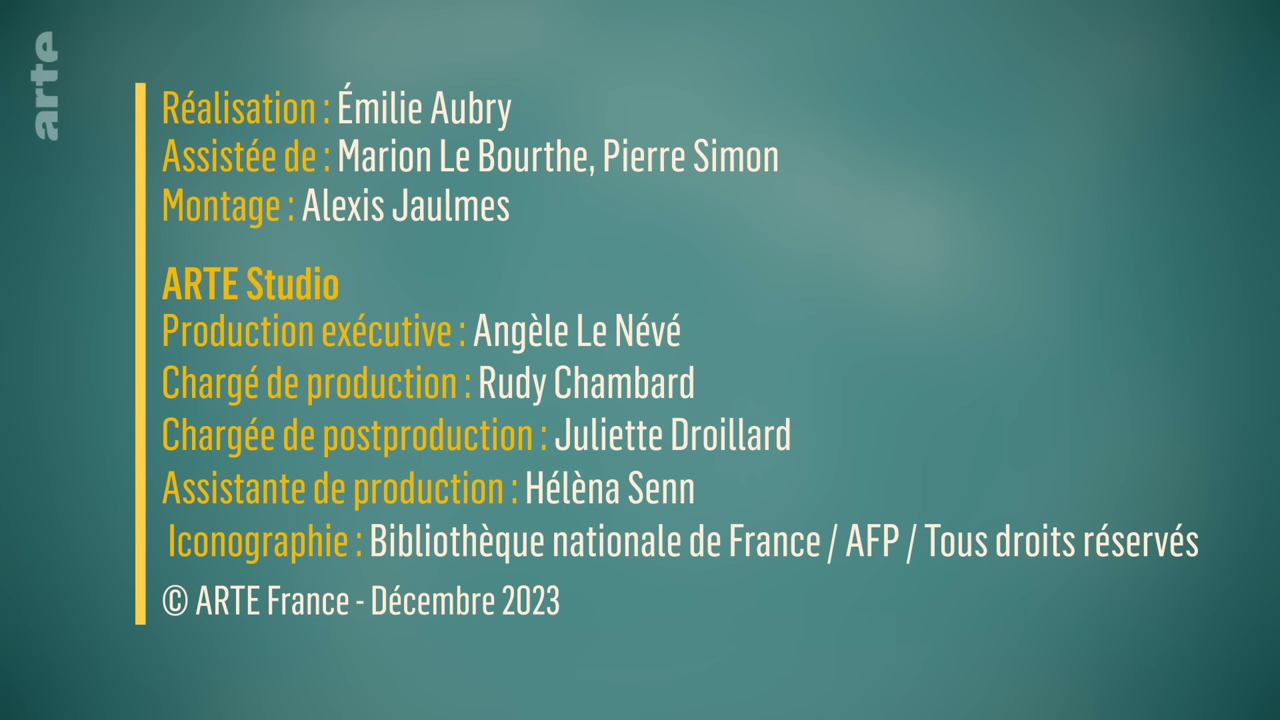 arte
Réalisation : Émilie Aubry
Assistée de : Marion Le Bourthe, Pierre Simon
Montage : Alexis Jaulmes
ARTE Studio
Production exécutive : Angèle Le Névé
Chargé de production : Rudy Chambard
Chargée de postproduction : Juliette Droillard
Assistante de production : Hélèna Senn
Iconographie : Bibliothèque nationale de France / AFP / Tous droits réservés
© ARTE France - Décembre 2023